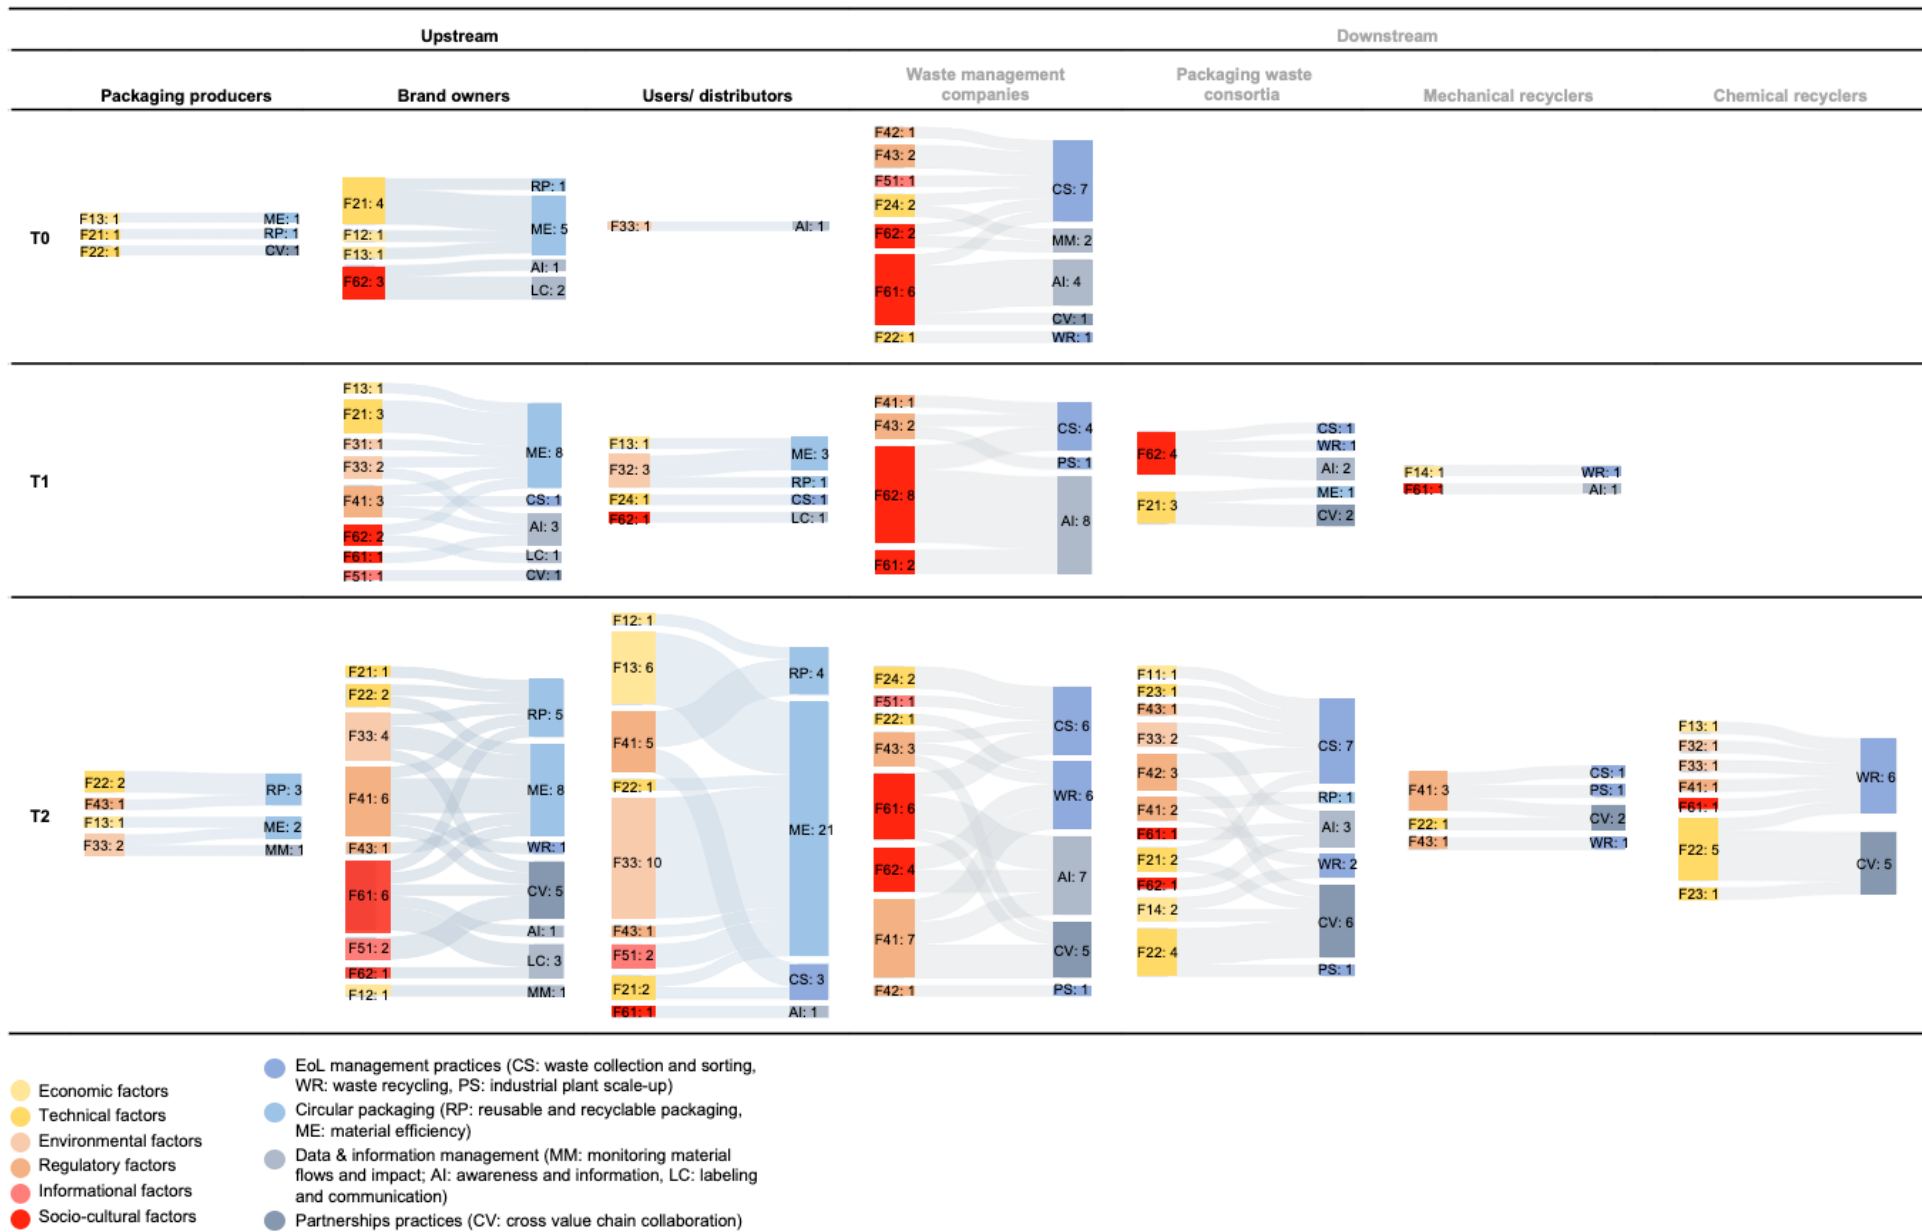 Upstream
Downstream
Packaging producers
Brand owners
Users/ distributors
Waste management
companies
Packaging waste
consortia
Mechanical recyclers
Chemical recyclers
T0
F13: 1
F21: 1
F22: 1
ME: 1
RP: 1
CV: 1
F21: 4
F12: 1
F13: 1
F62: 3
RP: 1
ME: 5
AI: 1
LC: 2
F33: 1
AI: 1
F42: 1
F43: 2
F51: 1
F24: 2
F62: 2
F61: 6
F22: 1
CS: 7
MM: 2
AI: 4
CV: 1
WR: 1
T1
F13: 1
F21: 3
F31: 1
F33: 2
F41: 3
F62: 2
F61: 1
F51: 1
ME: 8
CS: 1
AI: 3
LC: 1
CV: 1
F13: 1
F32: 3
F24: 1
F62: 1
ME: 3
RP: 1
CS: 1
LC: 1
F41: 1
F43: 2
F62: 8
F61: 2
CS: 4
PS: 1
AI: 8
F62: 4
F21: 3
CS: 1
WR: 1
AI: 2
ME: 1
CV: 2
F14: 1
F61: 1
WR: 1
AI: 1
T2
F22: 2
F43: 1
F13: 1
F33: 2
RP: 3
ME: 2
MM: 1
F21: 1
F22: 2
F33: 4
F41: 6
F43: 1
F61: 6
F51: 2
F62: 1
F12: 1
RP: 5
ME: 8
WR: 1
CV: 5
AI: 1
LC: 3
MM: 1
F12: 1
F13: 6
F41: 5
F22: 1
F33: 10
F43: 1
F51: 2
F21:2
F61: 1
RP: 4
ME: 21
CS: 3
AI: 1
F24: 2
F51: 1
F22: 1
F43: 3
F61: 6
F62: 4
F41: 7
F42: 1
CS: 6
WR: 6
AI: 7
CV: 5
PS: 1
F11: 1
F23: 1
F43: 1
F33: 2
F42: 3
F41: 2
F61: 1
F21: 2
F62: 1
F14: 2
F22: 4
CS: 7
RP: 1
AI: 3
WR: 2
CV: 6
PS: 1
F41: 3
F22: 1
F43: 1
CS: 1
PS: 1
CV: 2
WR: 1
F13: 1
F32: 1
F33: 1
F41: 1
F61: 1
F22: 5
F23: 1
WR: 6
CV: 5
Economic factors
Technical factors
Environmental factors
Regulatory factors
Informational factors
Socio-cultural factors
EoL management practices (CS: waste collection and sorting,
WR: waste recycling, PS: industrial plant scale-up)
Circular packaging (RP: reusable and recyclable packaging,
ME: material efficiency)
Data & information management (MM: monitoring material
flows and impact; AI: awareness and information, LC: labeling
and communication)
Partnerships practices (CV: cross value chain collaboration)